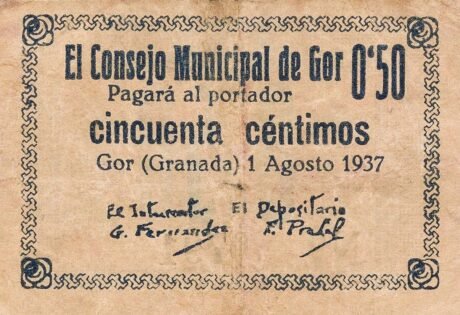 El Consejo Municipal de Gor 0'50
Pagará al portador
cincuenta céntimos
Gor (Granada) 1 Agosto 1937
El Interventor El Depositario
G. Fernandez F. Pretel